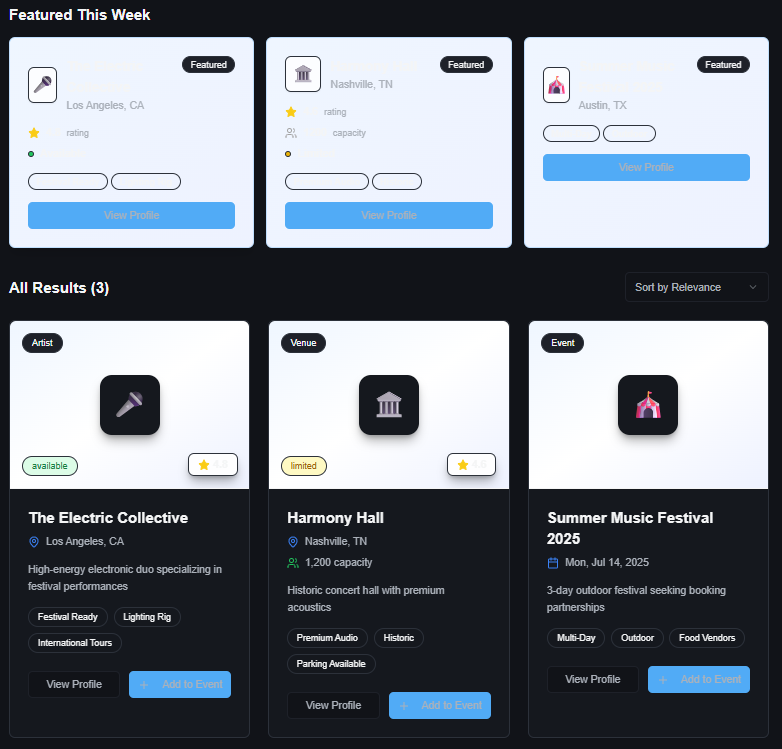 Featured This Week
Featured
Los Angeles, CA
rating
View Profile
Featured
Nashville, TN
rating
capacity
View Profile
Featured
Austin, TX
View Profile
All Results (3)
Sort by Relevance
Artist
available
4.8
The Electric Collective
Los Angeles, CA
High-energy electronic duo specializing in
festival performances
Festival Ready
Lighting Rig
International Tours
View Profile
+ Add to Event
Venue
limited
Harmony Hall
Nashville, TN
1,200 capacity
Historic concert hall with premium
acoustics
Premium Audio
Historic
Parking Available
View Profile
+ Add to Event
Event
Summer Music Festival
2025
Mon, Jul 14, 2025
3-day outdoor festival seeking booking
partnerships
Multi-Day
Outdoor
Food Vendors
View Profile
+ Add to Event